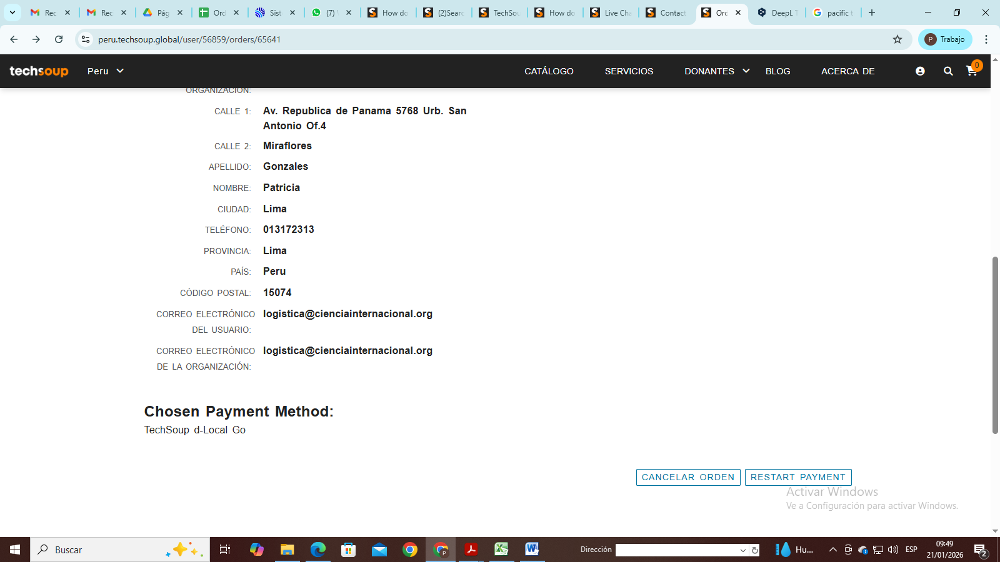 Rec
Rec
Pág
Ord
Sist
(7)
How do
(2)Searc
TechSou
How do
Live Cha
Contact
Ord
DeepL T
pacific t
peru.techsoup.global/user/56859/orders/65641
P
Trabajo
techsoup
Peru
CATÁLOGO
SERVICIOS
DONANTES
BLOG
ACERCA DE
0
ORGANIZACIÓN:
CALLE 1: Av. Republica de Panama 5768 Urb. San
Antonio Of.4
CALLE 2: Miraflores
APELLIDO: Gonzales
NOMBRE: Patricia
CIUDAD: Lima
TELÉFONO: 013172313
PROVINCIA: Lima
PAÍS: Peru
CÓDIGO POSTAL: 15074
CORREO ELECTRÓNICO logistica@cienciainternacional.org
DEL USUARIO:
CORREO ELECTRÓNICO logistica@cienciainternacional.org
DE LA ORGANIZACIÓN:
Chosen Payment Method:
TechSoup d-Local Go
CANCELAR ORDEN
RESTART PAYMENT
Activar Windows
Ve a Configuración para activar Windows.
Buscar
Dirección
Hu...
ESP
09:49
21/01/2026
2